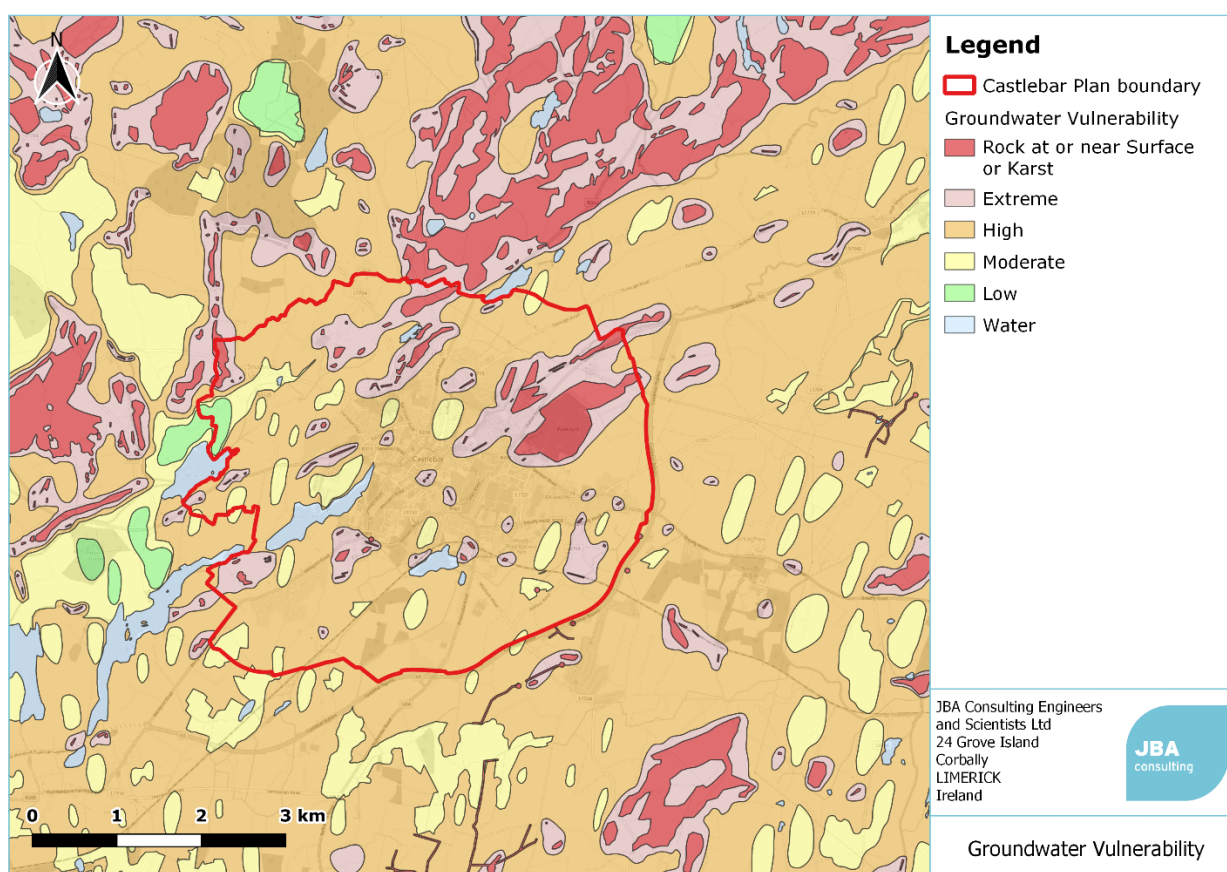 N
Castlebar
0 1 2 3 km
Legend
Castlebar Plan boundary
Groundwater Vulnerability
Rock at or near Surface
or Karst
Extreme
High
Moderate
Low
Water
JBA Consulting Engineers
and Scientists Ltd
24 Grove Island
Corbally
LIMERICK
Ireland
JBA
consulting
Groundwater Vulnerability